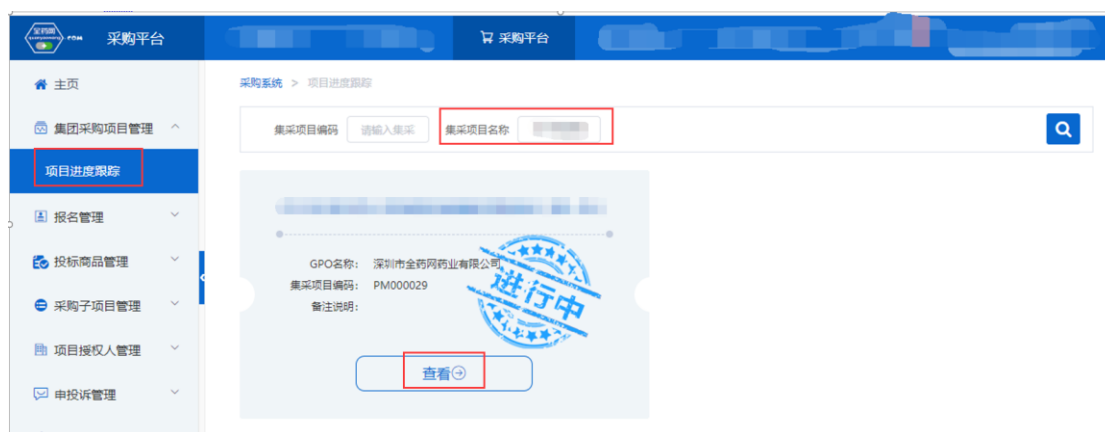 全药网
.COM
采购平台
采购平台
主页
采购系统 > 项目进度跟踪
集团采购项目管理
集采项目编码 请输入集采 集采项目名称
项目进度跟踪
报名管理
投标商品管理
GPO名称: 深圳市全药网药业有限公司
集采项目编码: PM000029
备注说明:
进行中
采购子项目管理
项目授权人管理
查看
申投诉管理